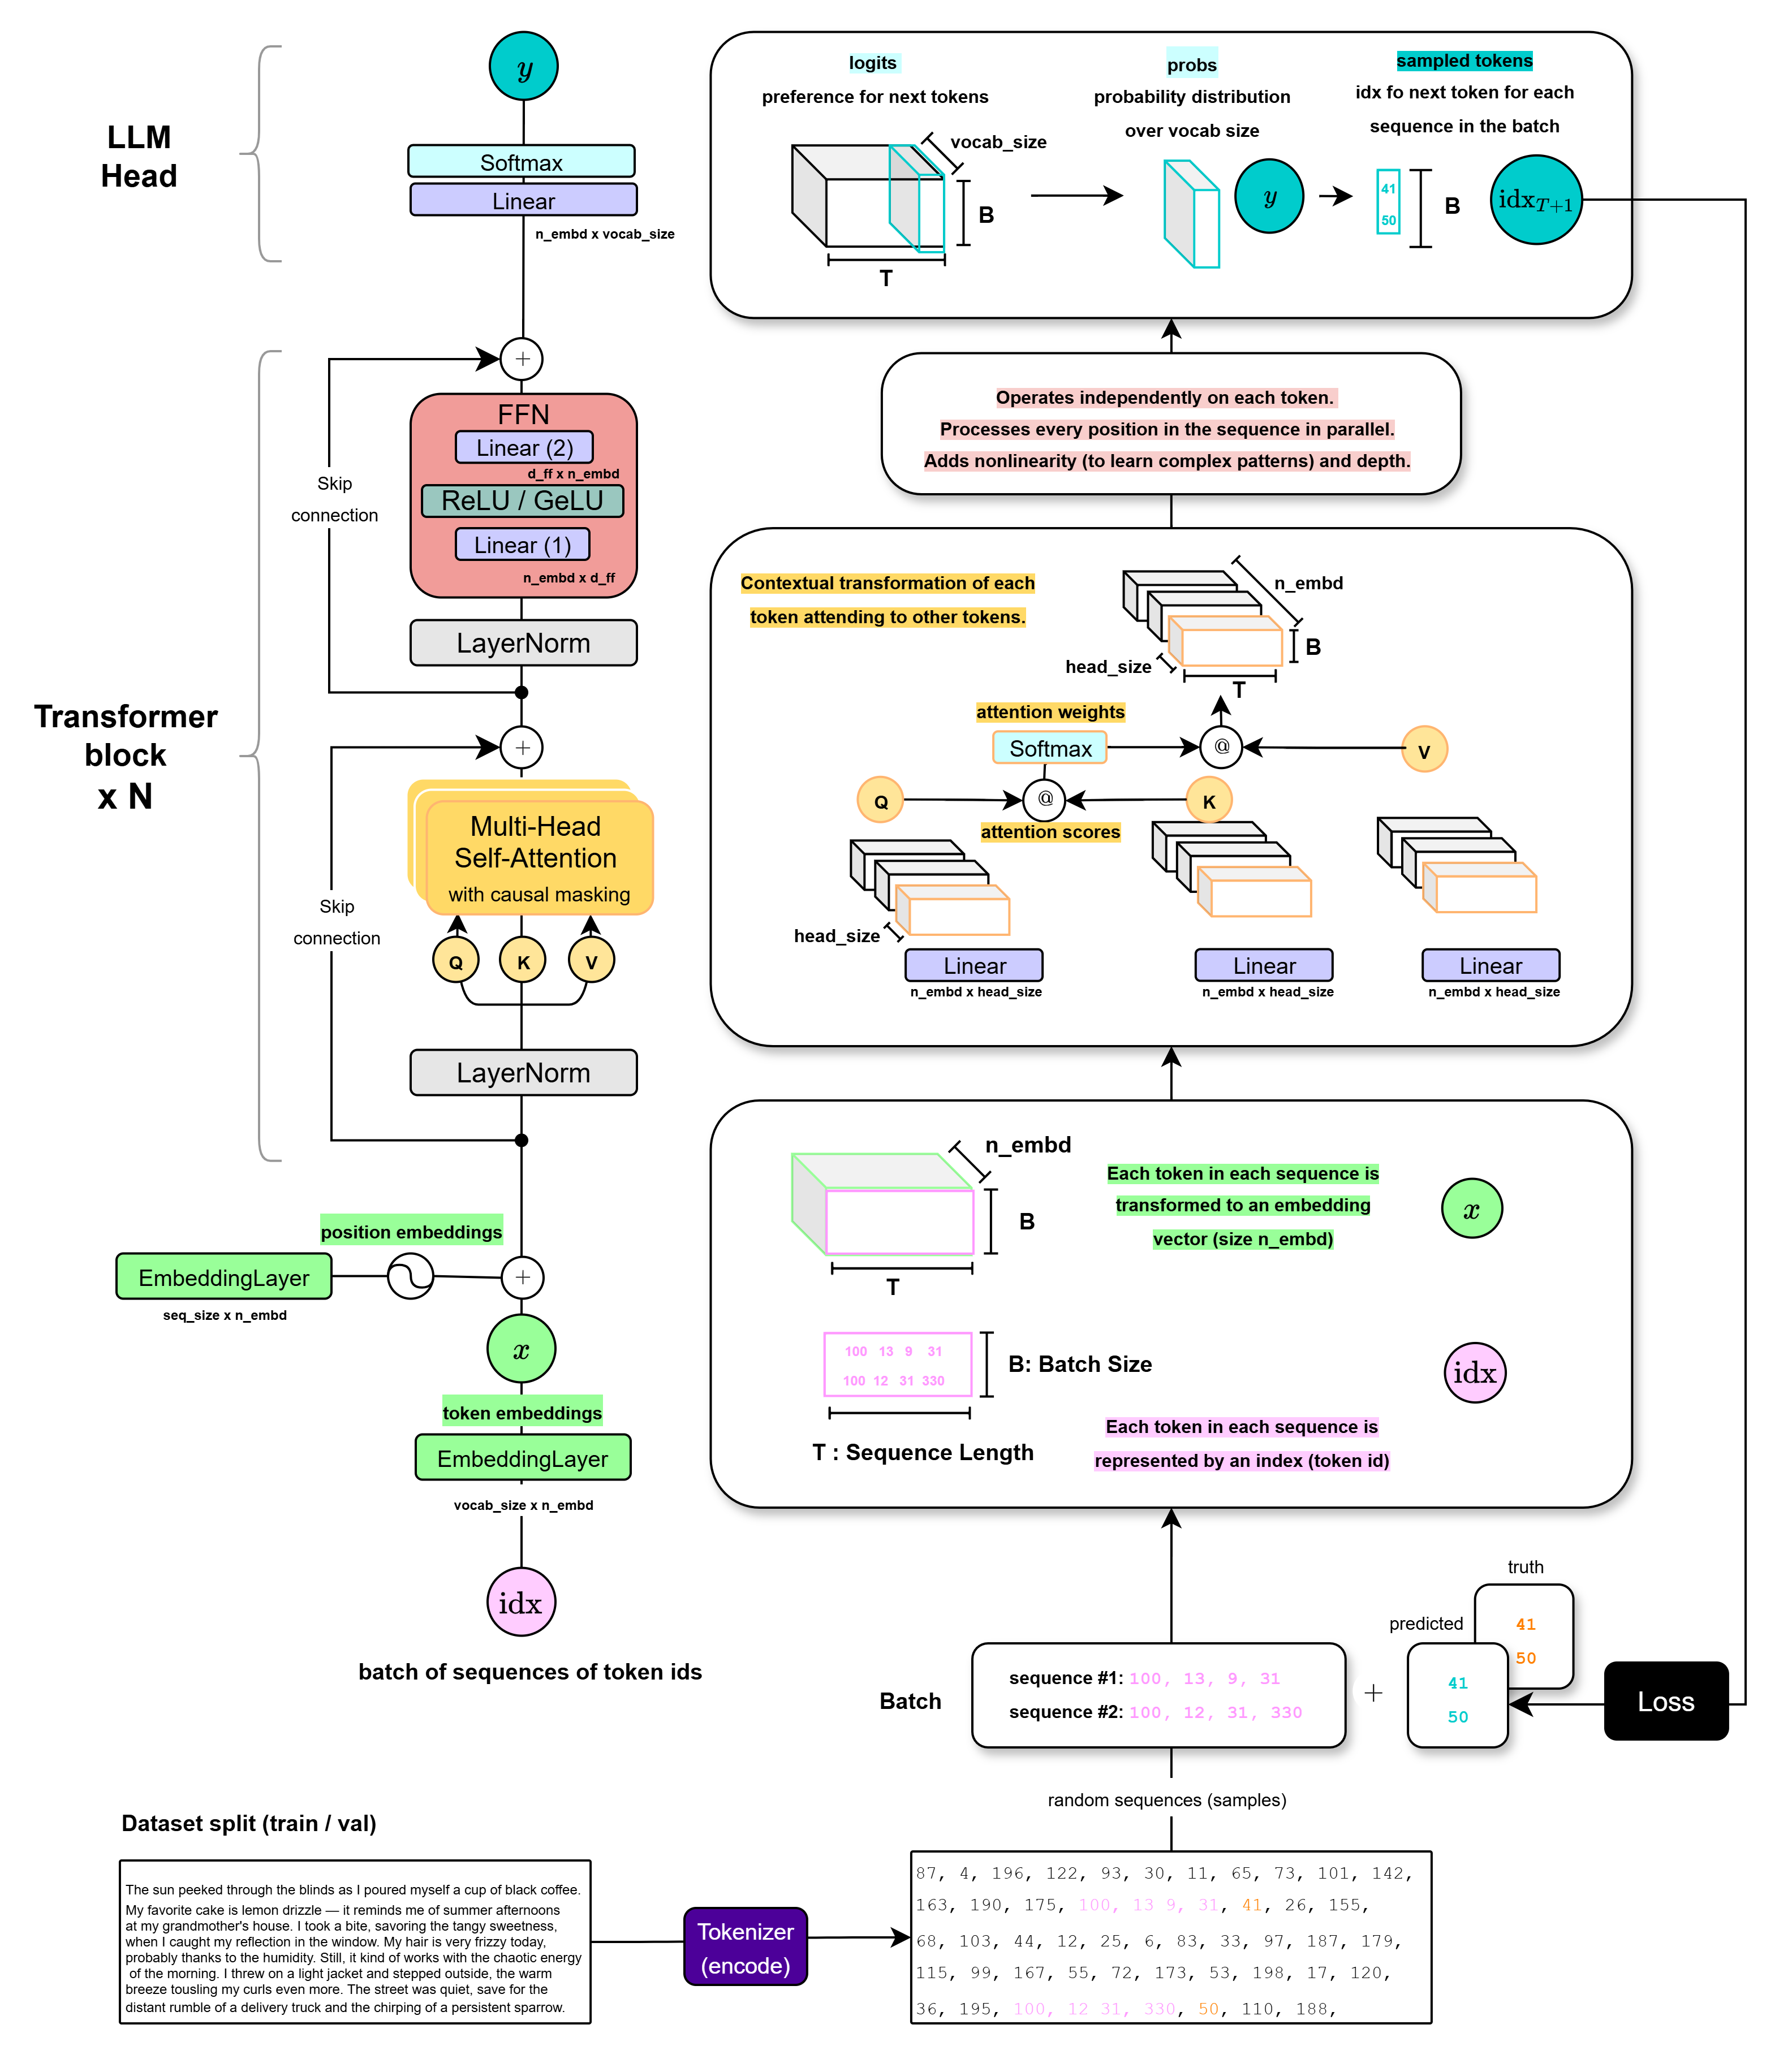 y
LLM
Head
Softmax
Linear
n_embd x vocab_size
+
FFN
Linear (2)
d_ff x n_embd
ReLU / GeLU
Linear (1)
n_embd x d_ff
Skip
connection
LayerNorm
Transformer
block
x N
+
Multi-Head
Self-Attention
with causal masking
Skip
connection
Q
K
V
LayerNorm
position embeddings
EmbeddingLayer
+
seq_size x n_embd
x
token embeddings
EmbeddingLayer
vocab_size x n_embd
idx
batch of sequences of token ids
logits
preference for next tokens
vocab_size
B
T
probs
probability distribution
over vocab size
y
sampled tokens
idx fo next token for each
sequence in the batch
41
50
B
idx T+1
Operates independently on each token.
Processes every position in the sequence in parallel.
Adds nonlinearity (to learn complex patterns) and depth.
Contextual transformation of each
token attending to other tokens.
n_embd
B
head_size
T
attention weights
Softmax
@
V
Q
@
K
attention scores
head_size
Linear
n_embd x head_size
Linear
n_embd x head_size
Linear
n_embd x head_size
n_embd
B
T
Each token in each sequence is
transformed to an embedding
vector (size n_embd)
x
100 13 9 31
100 12 31 330
B: Batch Size
T : Sequence Length
idx
Each token in each sequence is
represented by an index (token id)
truth
41
50
predicted
41
50
Batch
sequence #1: 100, 13, 9, 31
sequence #2: 100, 12, 31, 330
+
Loss
random sequences (samples)
Dataset split (train / val)
The sun peeked through the blinds as I poured myself a cup of black coffee.
My favorite cake is lemon drizzle — it reminds me of summer afternoons
at my grandmother's house. I took a bite, savoring the tangy sweetness,
when I caught my reflection in the window. My hair is very frizzy today,
probably thanks to the humidity. Still, it kind of works with the chaotic energy
of the morning. I threw on a light jacket and stepped outside, the warm
breeze tousling my curls even more. The street was quiet, save for the
distant rumble of a delivery truck and the chirping of a persistent sparrow.
Tokenizer
(encode)
87, 4, 196, 122, 93, 30, 11, 65, 73, 101, 142,
163, 190, 175, 100, 13 9, 31, 41, 26, 155,
68, 103, 44, 12, 25, 6, 83, 33, 97, 187, 179,
115, 99, 167, 55, 72, 173, 53, 198, 17, 120,
36, 195, 100, 12 31, 330, 50, 110, 188,